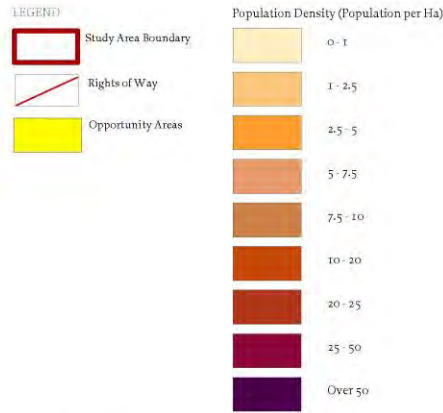 LEGEND
Study Area Boundary
Rights of Way
Opportunity Areas
Population Density (Population per Ha)
0 - 1
1 - 2.5
2.5 - 5
5 - 7.5
7.5 - 10
10 - 20
20 - 25
25 - 50
Over 50